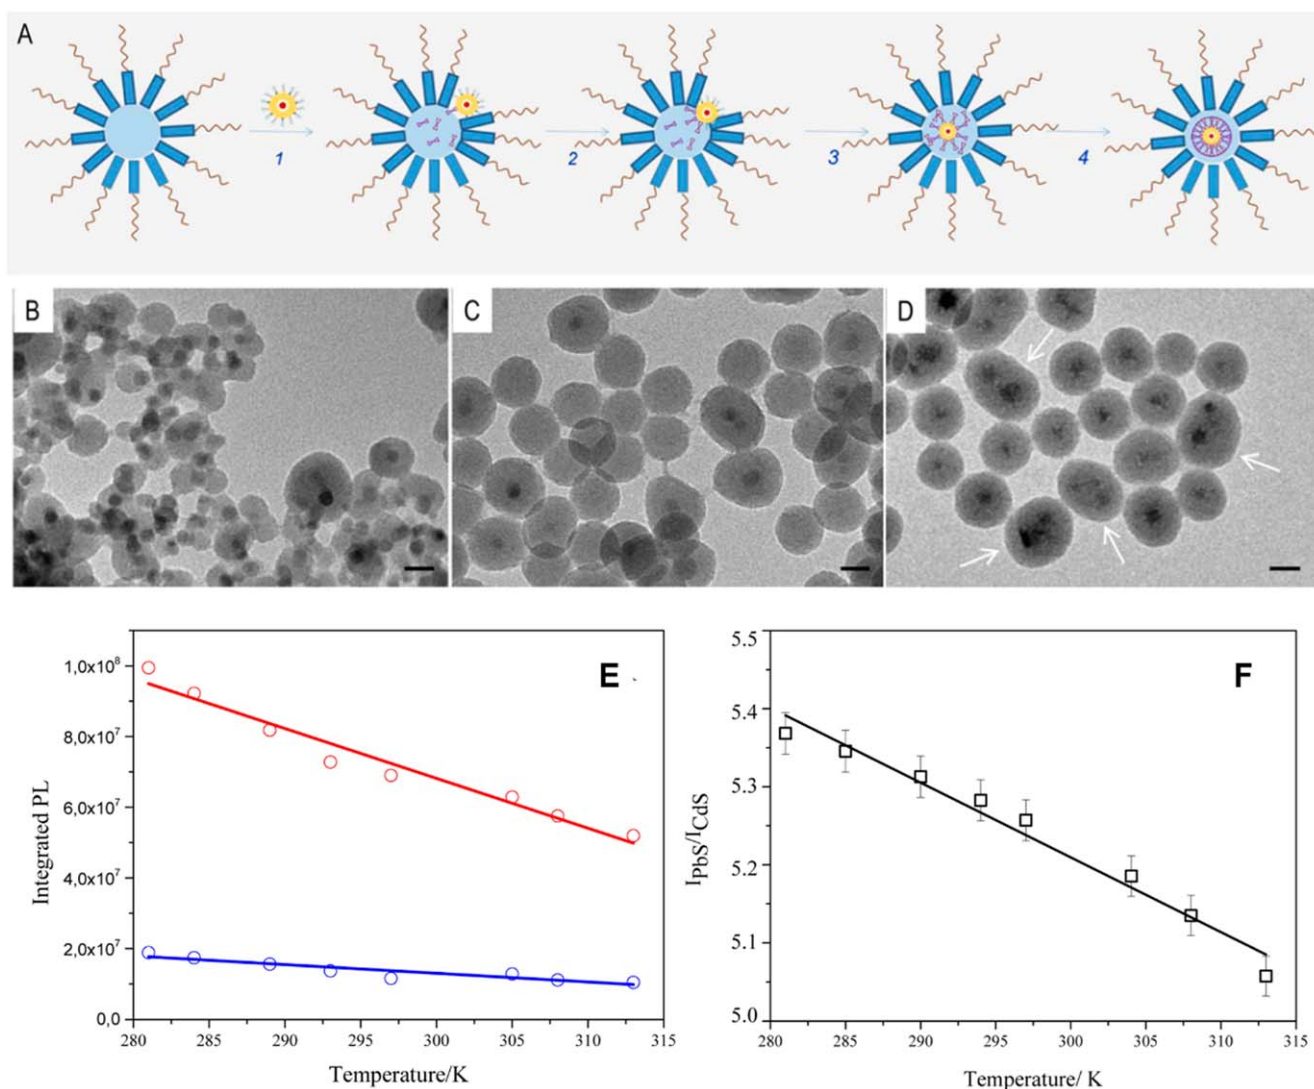 A
1
2
3
4
B
C
D
E
1,0x10⁸
8,0x10⁷
6,0x10⁷
4,0x10⁷
2,0x10⁷
0,0
Integrated PL
280 285 290 295 300 305 310 315
Temperature/K
F
5.5
5.4
5.3
5.2
5.1
5.0
IPbS/ICdS
280 285 290 295 300 305 310 315
Temperature/ K